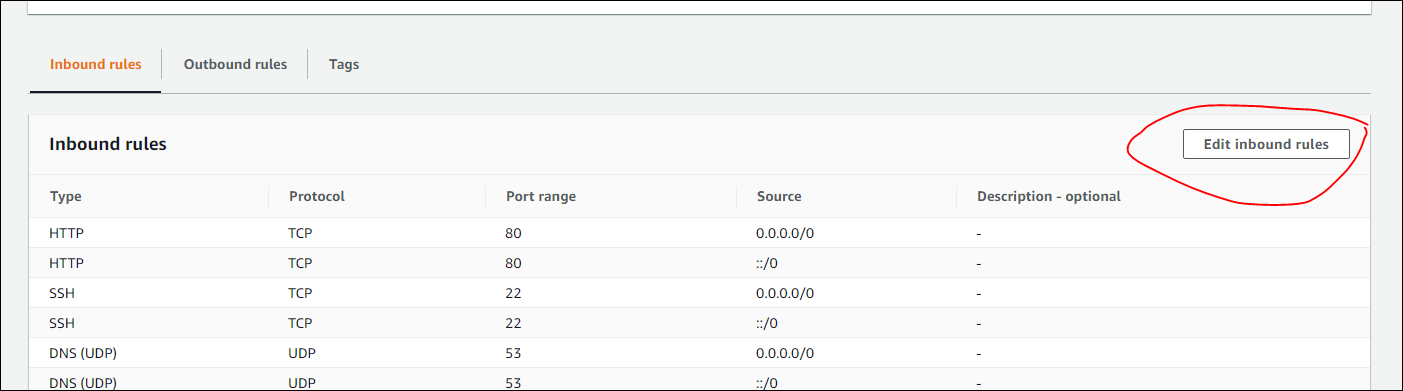 Inbound rules Outbound rules Tags
Inbound rules Edit inbound rules
Type Protocol Port range Source Description - optional
HTTP TCP 80 0.0.0.0/0 -
HTTP TCP 80 ::/0 -
SSH TCP 22 0.0.0.0/0 -
SSH TCP 22 ::/0 -
DNS (UDP) UDP 53 0.0.0.0/0 -
DNS (UDP) UDP 53 ::/0 -